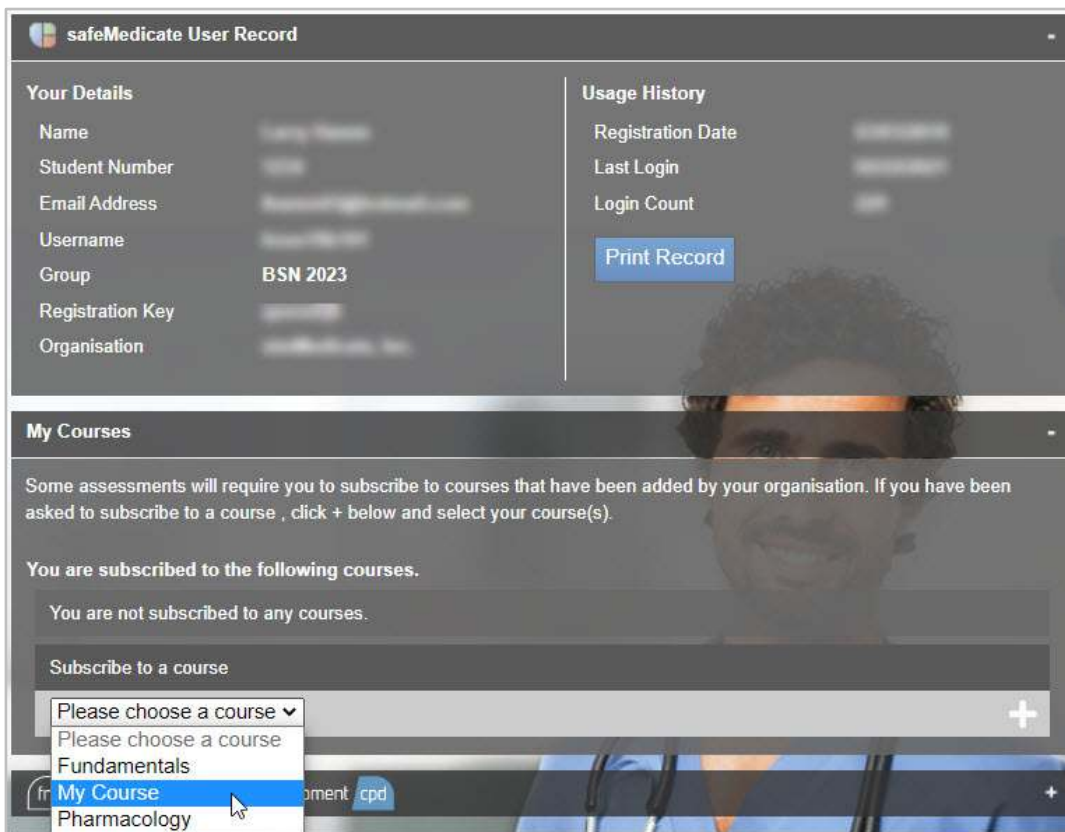 safeMedicate User Record -
Your Details
Name
Student Number
Email Address
Username
Group BSN 2023
Registration Key
Organisation
Usage History
Registration Date
Last Login
Login Count
Print Record
My Courses -
Some assessments will require you to subscribe to courses that have been added by your organisation. If you have been
asked to subscribe to a course , click + below and select your course(s).
You are subscribed to the following courses.
You are not subscribed to any courses.
Subscribe to a course
Please choose a course
Please choose a course
Fundamentals
My Course
Pharmacology
cpd +